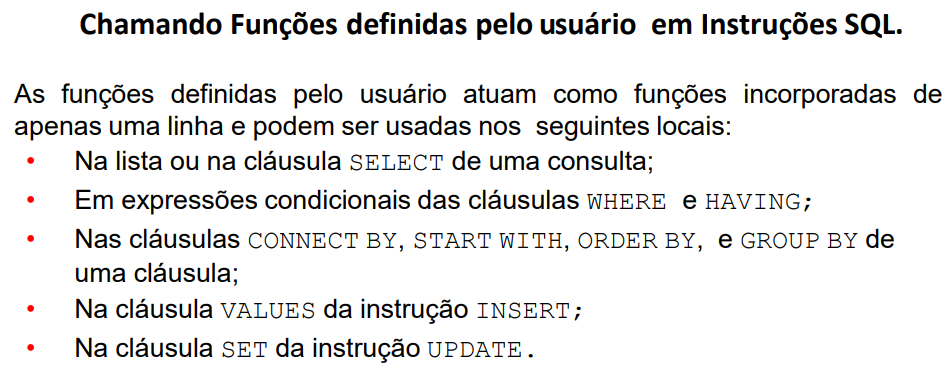 Chamando Funções definidas pelo usuário em Instruções SQL.
As funções definidas pelo usuário atuam como funções incorporadas de
apenas uma linha e podem ser usadas nos seguintes locais:
• Na lista ou na cláusula SELECT de uma consulta;
• Em expressões condicionais das cláusulas WHERE e HAVING;
• Nas cláusulas CONNECT BY, START WITH, ORDER BY, e GROUP BY de
uma cláusula;
• Na cláusula VALUES da instrução INSERT;
• Na cláusula SET da instrução UPDATE.